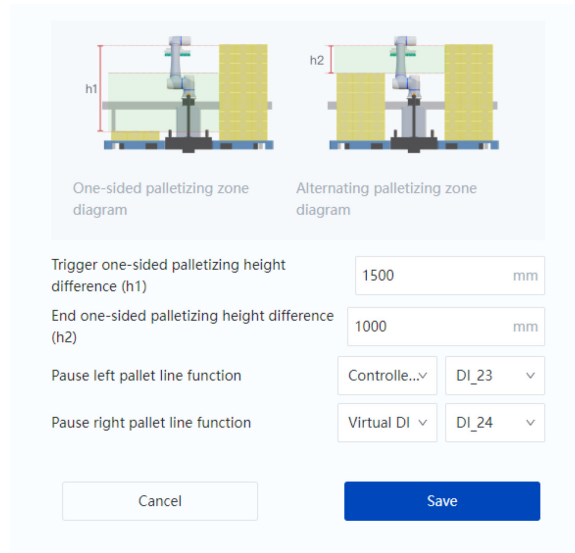 h1
h2
One-sided palletizing zone
diagram
Alternating palletizing zone
diagram
Trigger one-sided palletizing height
difference (h1)
1500 mm
End one-sided palletizing height difference
(h2)
1000 mm
Pause left pallet line function Controlle... DI_23
Pause right pallet line function Virtual DI DI_24
Cancel Save